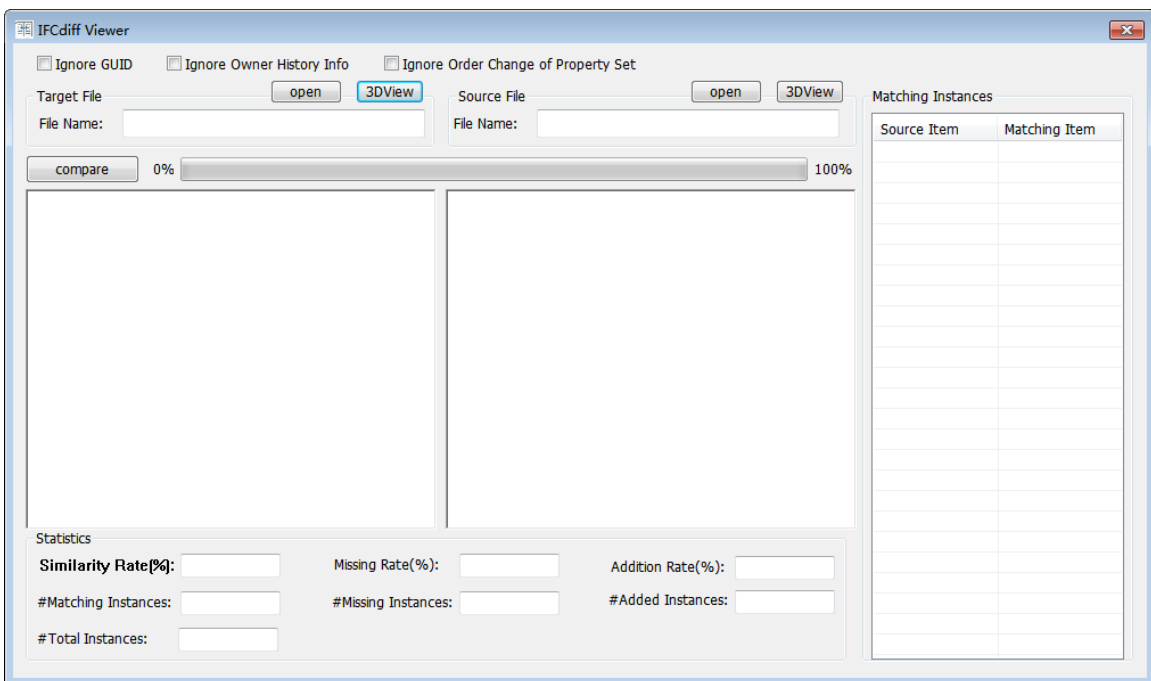 IFCdiff Viewer
Ignore GUID Ignore Owner History Info Ignore Order Change of Property Set
Target File open 3DView Source File open 3DView Matching Instances
File Name: File Name:
Source Item Matching Item
compare 0% 100%
Statistics
Similarity Rate(%): Missing Rate(%): Addition Rate(%):
#Matching Instances: #Missing Instances: #Added Instances:
#Total Instances: